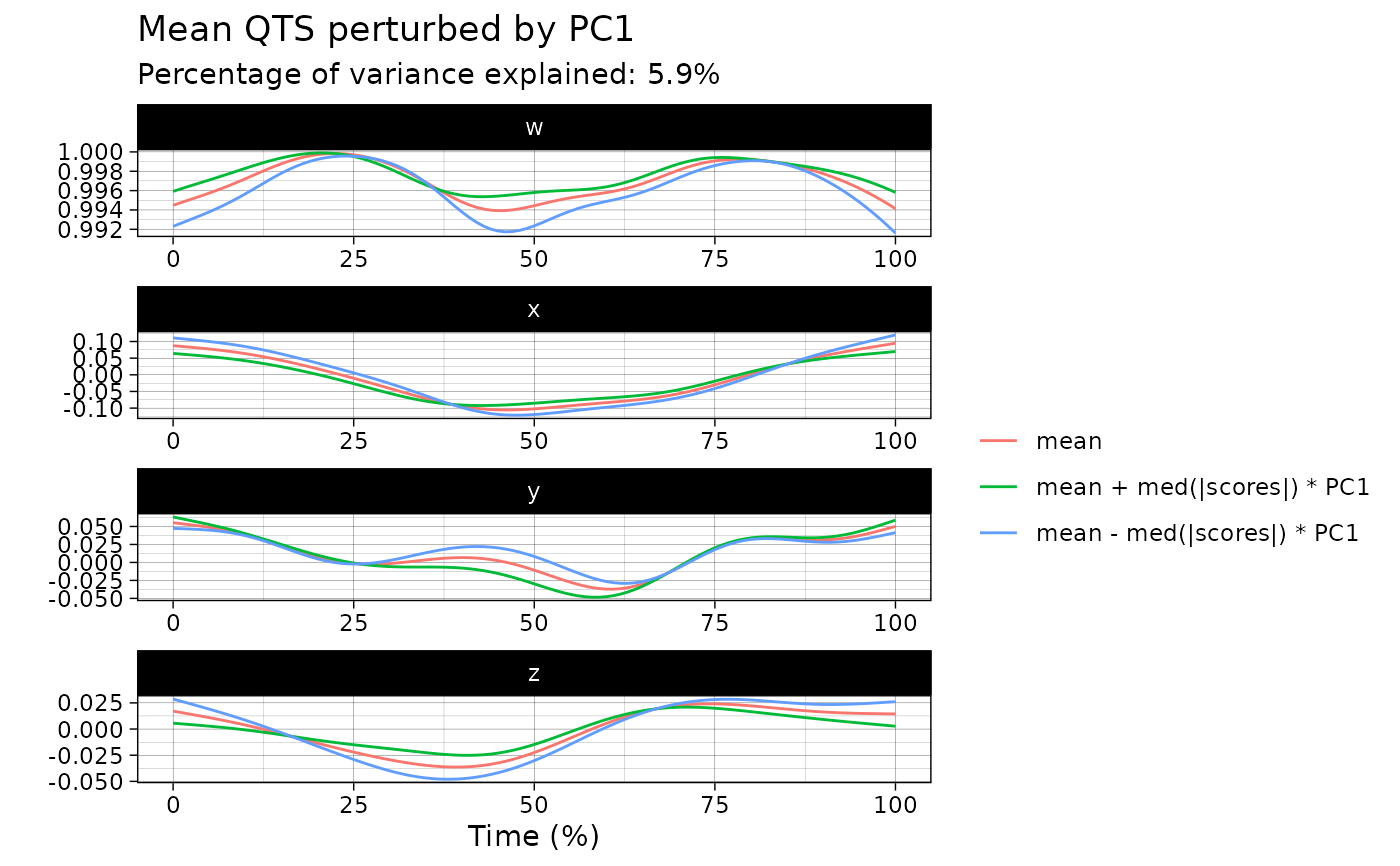 Mean QTS perturbed by PC1
Percentage of variance explained: 5.9%
w
1.000
0.998
0.996
0.994
0.992
0 25 50 75 100
x
0.10
0.05
0.00
-0.05
-0.10
0 25 50 75 100
y
0.050
0.025
0.000
-0.025
-0.050
0 25 50 75 100
z
0.025
0.000
-0.025
-0.050
0 25 50 75 100
Time (%)
mean
mean + med(|scores|) * PC1
mean - med(|scores|) * PC1